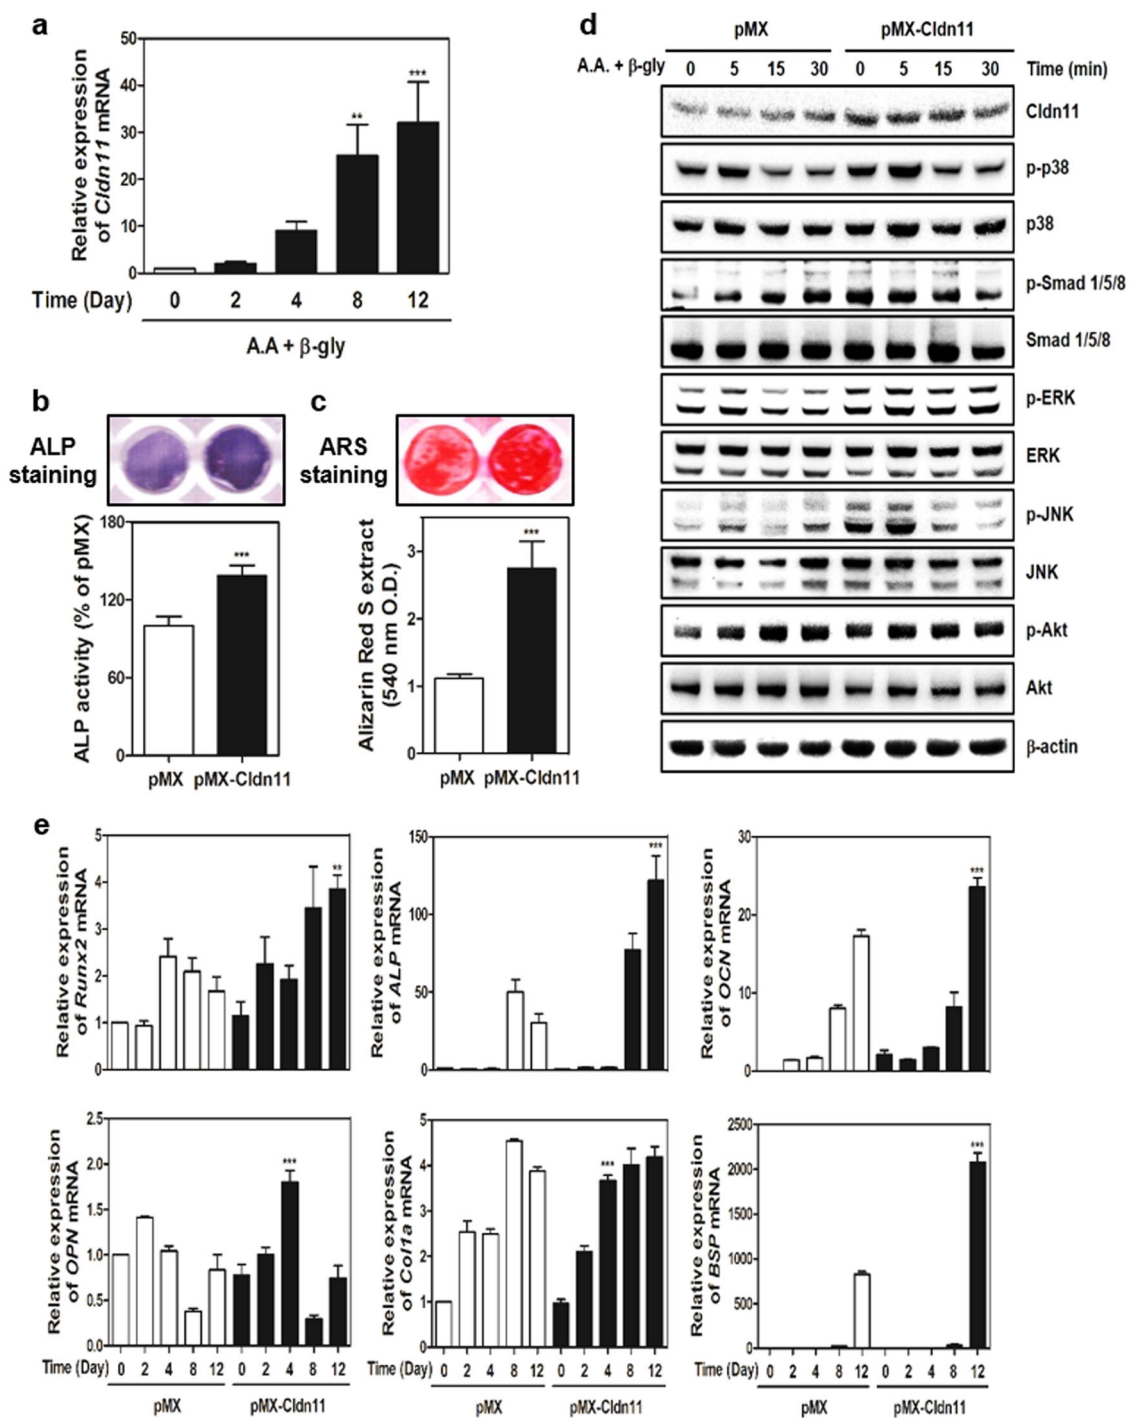 a
Relative expression
of Cldn11 mRNA
50
40
30
20
10
0
**
***
Time (Day) 0 2 4 8 12
A.A + β-gly
b
ALP
staining
ALP activity (% of pMX)
180
120
60
0
***
pMX pMX-Cldn11
c
ARS
staining
Alizarin Red S extract
(540 nm O.D.)
3
2
1
0
***
pMX pMX-Cldn11
d
pMX pMX-Cldn11
A.A. + β-gly 0 5 15 30 0 5 15 30 Time (min)
Cldn11
p-p38
p38
p-Smad 1/5/8
Smad 1/5/8
p-ERK
ERK
p-JNK
JNK
p-Akt
Akt
β-actin
e
Relative expression
of Runx2 mRNA
5
4
3
2
1
0
**
Relative expression
of ALP mRNA
150
100
50
0
***
Relative expression
of OCN mRNA
30
20
10
0
***
Relative expression
of OPN mRNA
2.5
2.0
1.5
1.0
0.5
0.0
***
Time (Day) 0 2 4 8 12 0 2 4 8 12
pMX pMX-Cldn11
Relative expression
of Col1a mRNA
5
4
3
2
1
0
***
Time (Day) 0 2 4 8 12 0 2 4 8 12
pMX pMX-Cldn11
Relative expression
of BSP mRNA
2500
2000
1500
1000
500
0
***
Time (Day) 0 2 4 8 12 0 2 4 8 12
pMX pMX-Cldn11